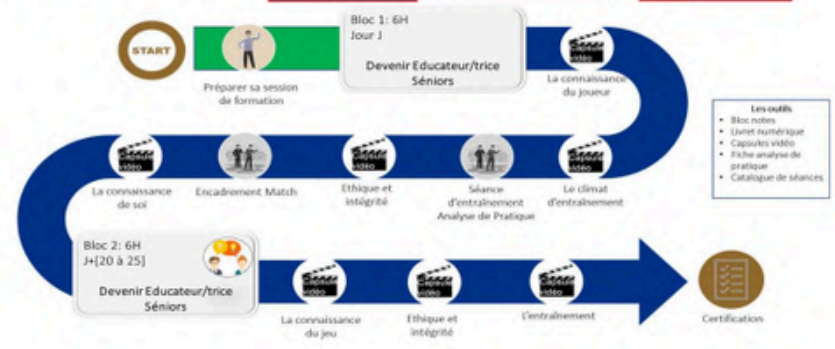 START
Préparer sa session
de formation
Bloc 1: 6H
Jour J
Devenir Educateur/trice
Séniors
Capsule
vidéo
La connaissance
du joueur
Les outils
• Bloc notes
• Livret numérique
• Capsules vidéo
• Fiche analyse de
pratique
• Catalogue de séances
Capsule
vidéo
La connaissance
de soi
Encadrement Match
Capsule
vidéo
Ethique et
intégrité
Séance
d'entraînement
Analyse de Pratique
Capsule
vidéo
Le climat
d'entraînement
Bloc 2: 6H
J+[20 à 25]
Devenir Educateur/trice
Séniors
Capsule
vidéo
La connaissance
du jeu
Capsule
vidéo
Ethique et
intégrité
Capsule
vidéo
L'entraînement
Certification